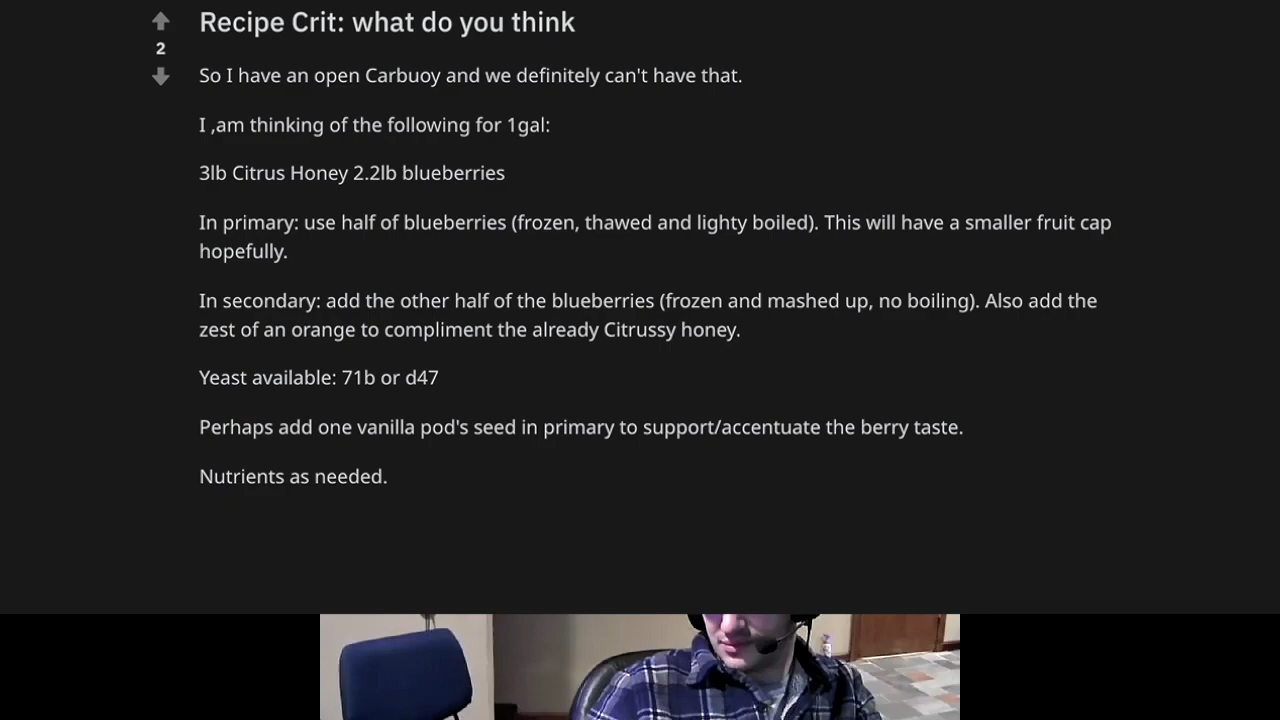 Recipe Crit: what do you think
2
So I have an open Carbuoy and we definitely can't have that.
I ,am thinking of the following for 1gal:
3lb Citrus Honey 2.2lb blueberries
In primary: use half of blueberries (frozen, thawed and lighty boiled). This will have a smaller fruit cap
hopefully.
In secondary: add the other half of the blueberries (frozen and mashed up, no boiling). Also add the
zest of an orange to compliment the already Citrussy honey.
Yeast available: 71b or d47
Perhaps add one vanilla pod's seed in primary to support/accentuate the berry taste.
Nutrients as needed.